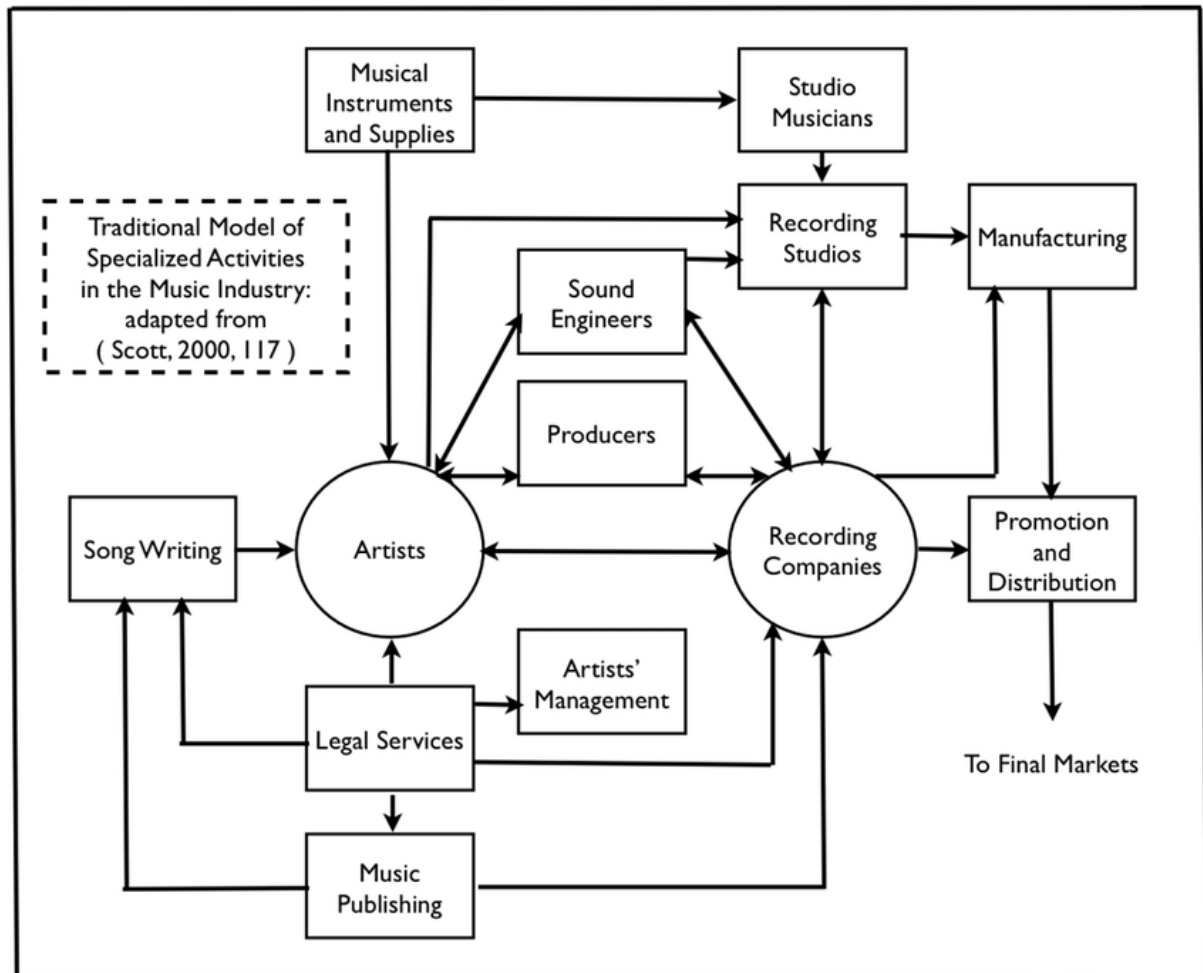 Musical
Instruments
and Supplies
Studio
Musicians
Traditional Model of
Specialized Activities
in the Music Industry:
adapted from
( Scott, 2000, 117 )
Recording
Studios
Manufacturing
Sound
Engineers
Producers
Song Writing
Artists
Recording
Companies
Promotion
and
Distribution
Artists'
Management
Legal Services
To Final Markets
Music
Publishing